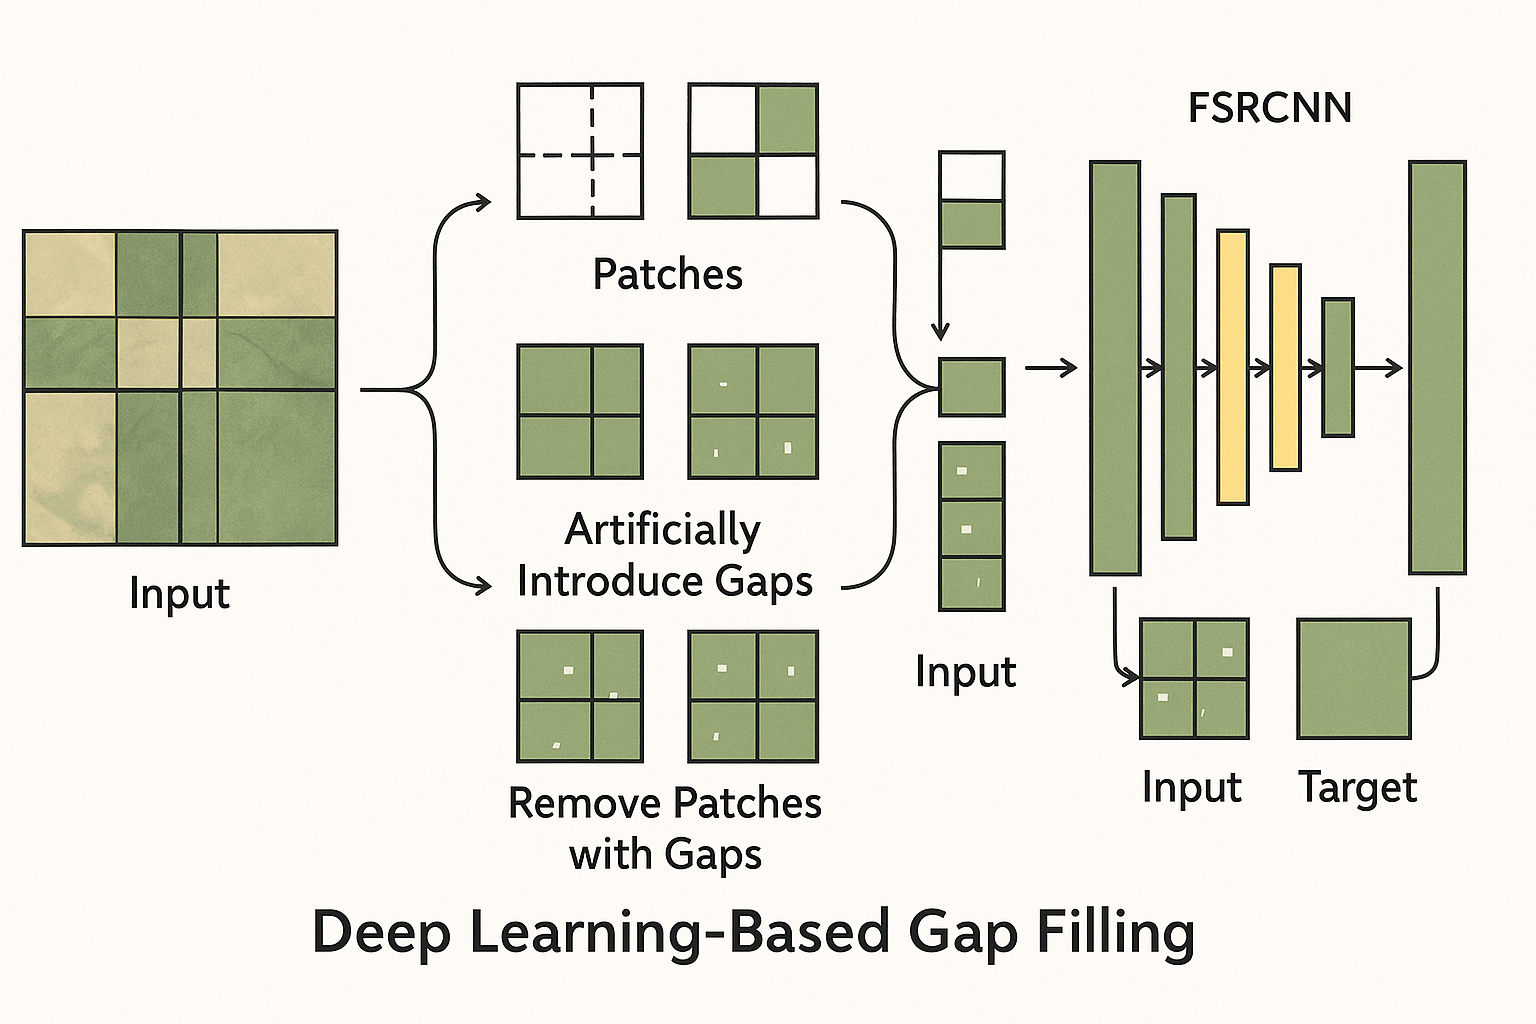 FSRCNN
Patches
Artificially
Introduce Gaps
Input
Input
Remove Patches
with Gaps
Input
Target
Deep Learning-Based Gap Filling